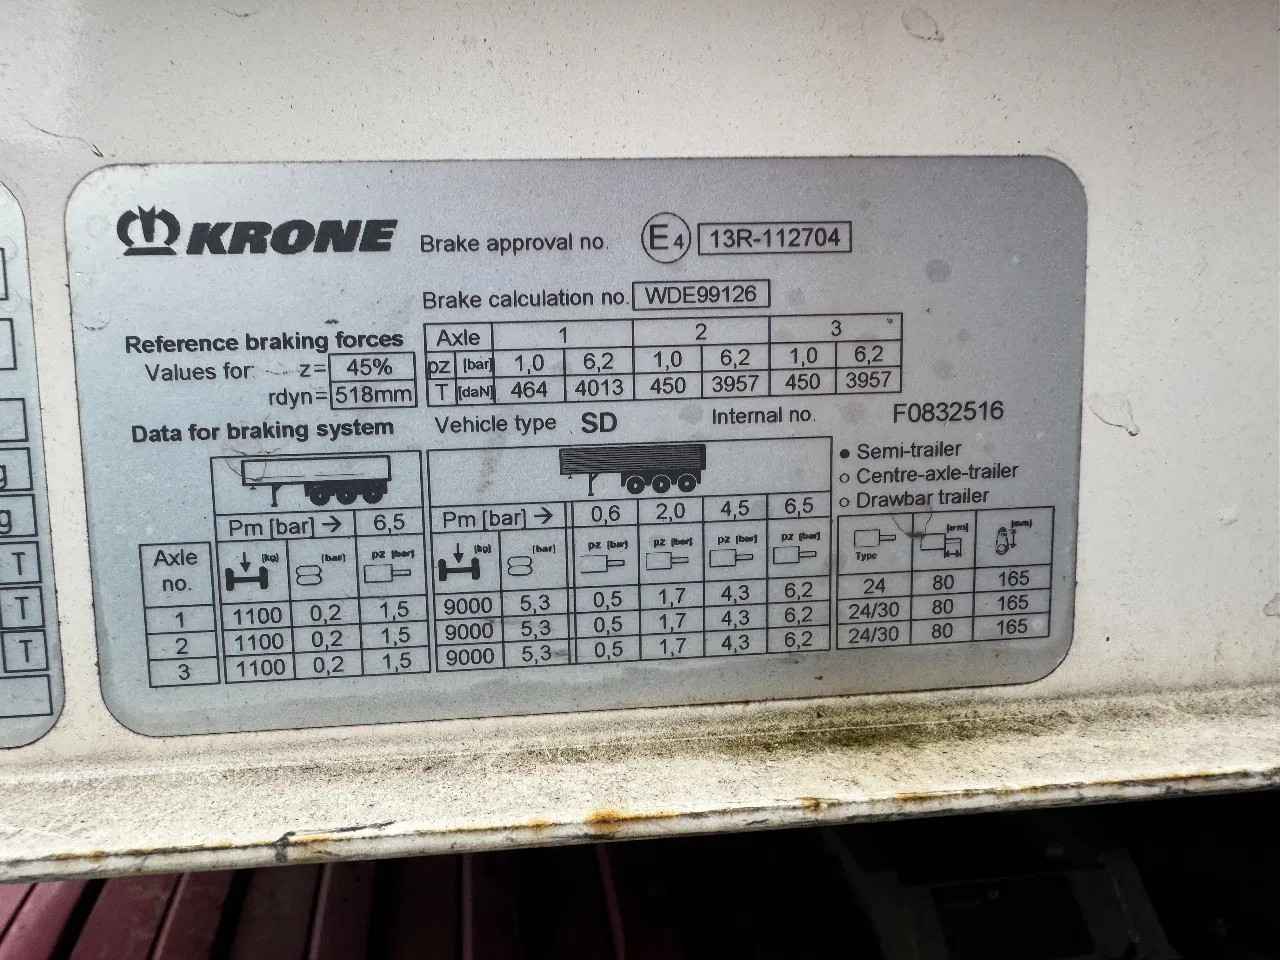 KRONE Brake approval no. E4 13R-112704
Brake calculation no. WDE99126
Reference braking forces Axle 1 2 3
Values for z= 45% pz [bar] 1,0 6,2 1,0 6,2 1,0 6,2
rdyn= 518mm T [daN] 464 4013 450 3957 450 3957
Data for braking system Vehicle type SD Internal no. F0832516
Semi-trailer
Centre-axle-trailer
Drawbar trailer
Pm [bar] → 6,5 Pm [bar] → 0,6 2,0 4,5 6,5
Axle no. [kg] [bar] pz [bar] [kg] [bar] pz [bar] pz [bar] pz [bar] pz [bar] Type [mm] [mm]
1 1100 0,2 1,5 9000 5,3 0,5 1,7 4,3 6,2 24 80 165
2 1100 0,2 1,5 9000 5,3 0,5 1,7 4,3 6,2 24/30 80 165
3 1100 0,2 1,5 9000 5,3 0,5 1,7 4,3 6,2 24/30 80 165
g
g
T
T
T